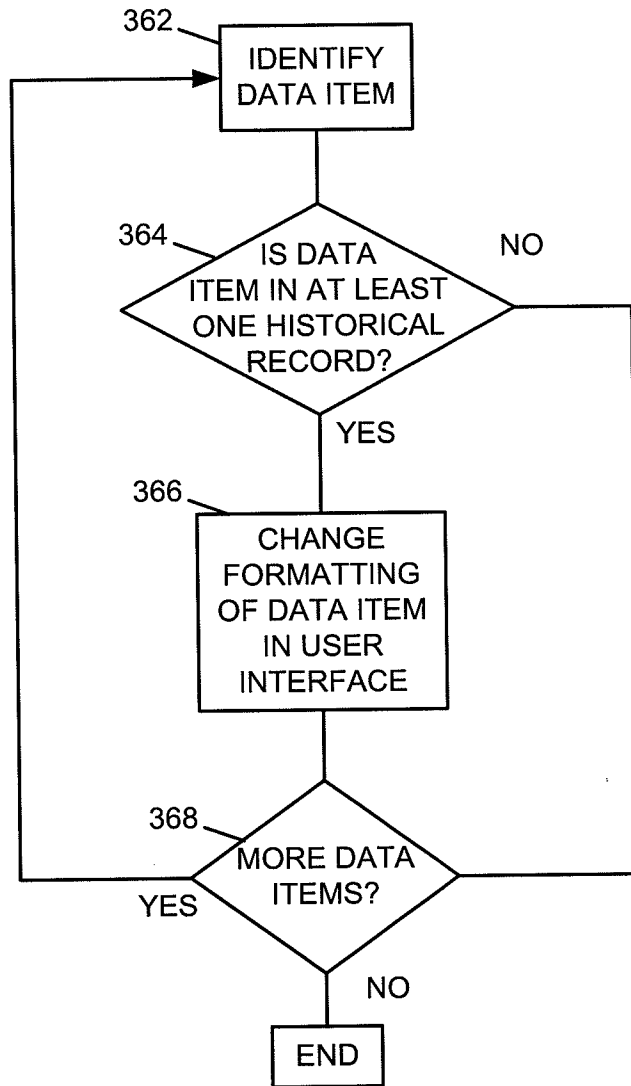 362
IDENTIFY
DATA ITEM
364
IS DATA
ITEM IN AT LEAST
ONE HISTORICAL
RECORD?
NO
YES
366
CHANGE
FORMATTING
OF DATA ITEM
IN USER
INTERFACE
368
MORE DATA
ITEMS?
YES
NO
END